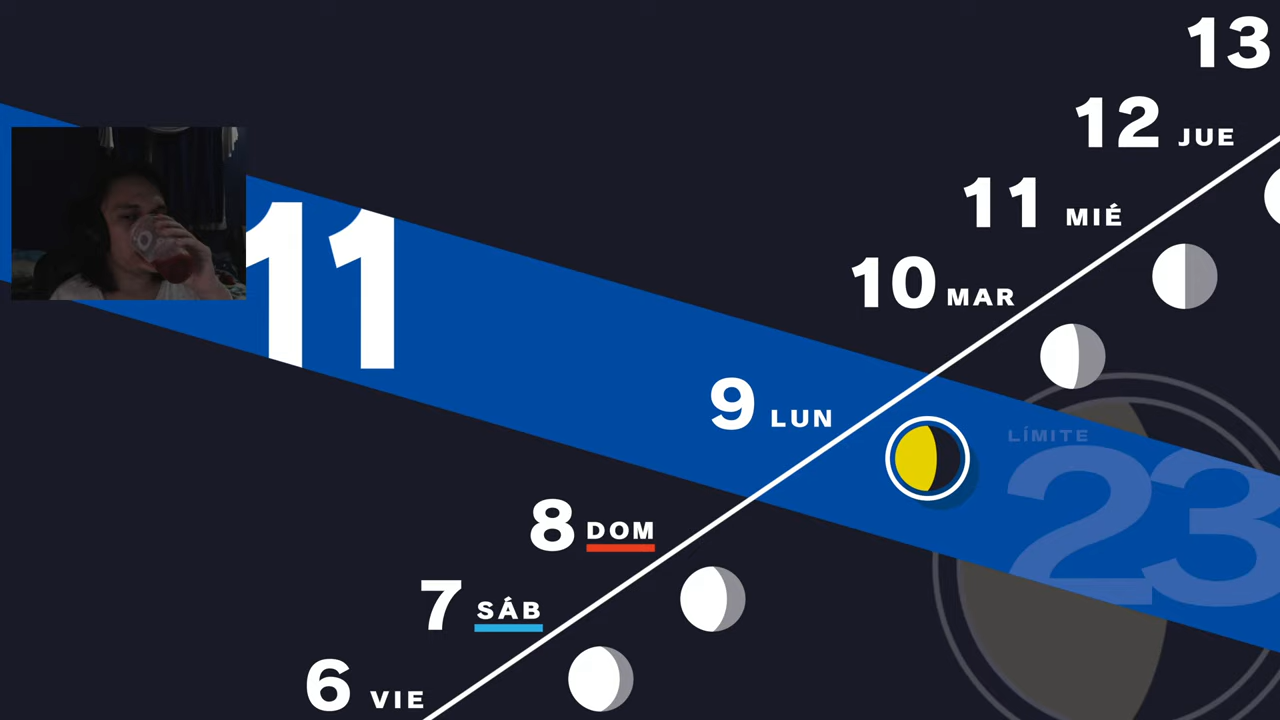 13
12 JUE
11 MIÉ
10 MAR
11
9 LUN
LÍMITE
23
8 DOM
7 SÁB
6 VIE